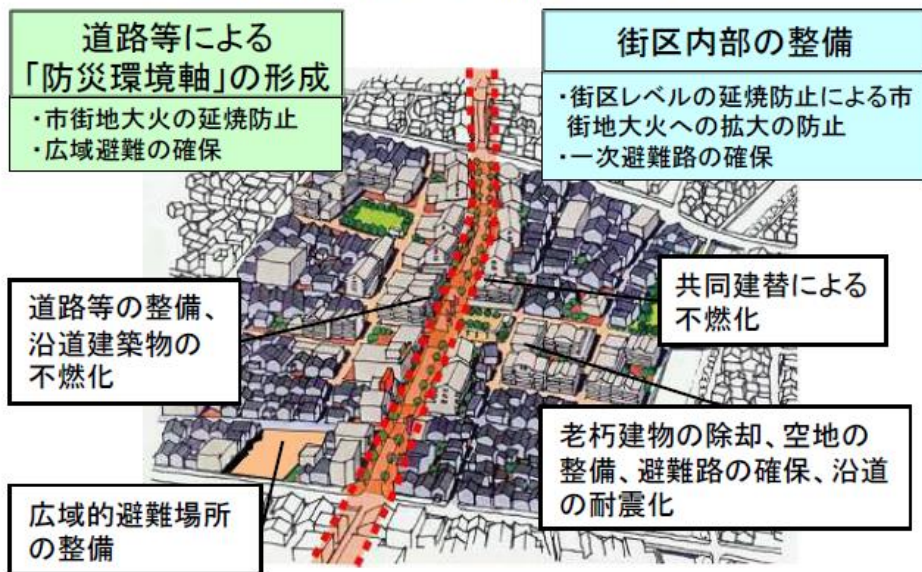 道路等による
「防災環境軸」の形成
・市街地大火の延焼防止
・広域避難の確保
街区内部の整備
・街区レベルの延焼防止による市
街地大火への拡大の防止
・一次避難路の確保
道路等の整備、
沿道建築物の
不燃化
共同建替による
不燃化
老朽建物の除却、空地の
整備、避難路の確保、沿道
の耐震化
広域的避難場所
の整備